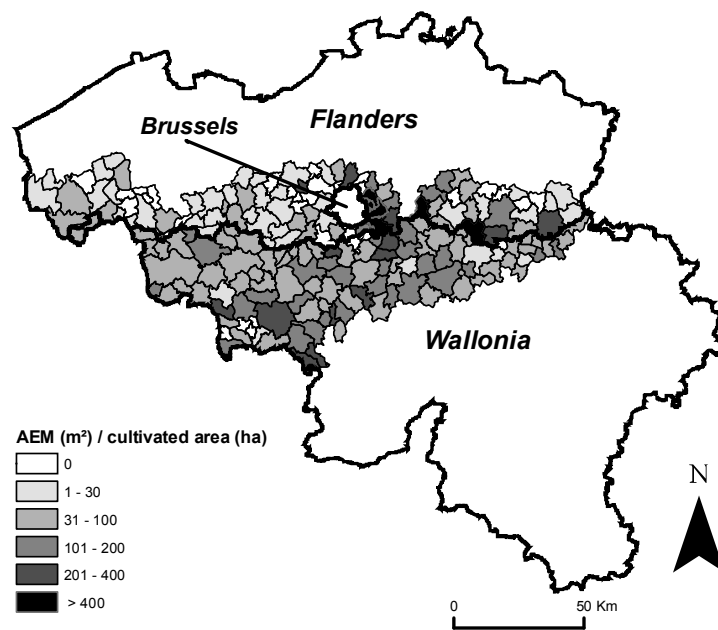 Flanders
Brussels
Wallonia
AEM (m²) / cultivated area (ha)
0
1 - 30
31 - 100
101 - 200
201 - 400
> 400
N
0 50 Km